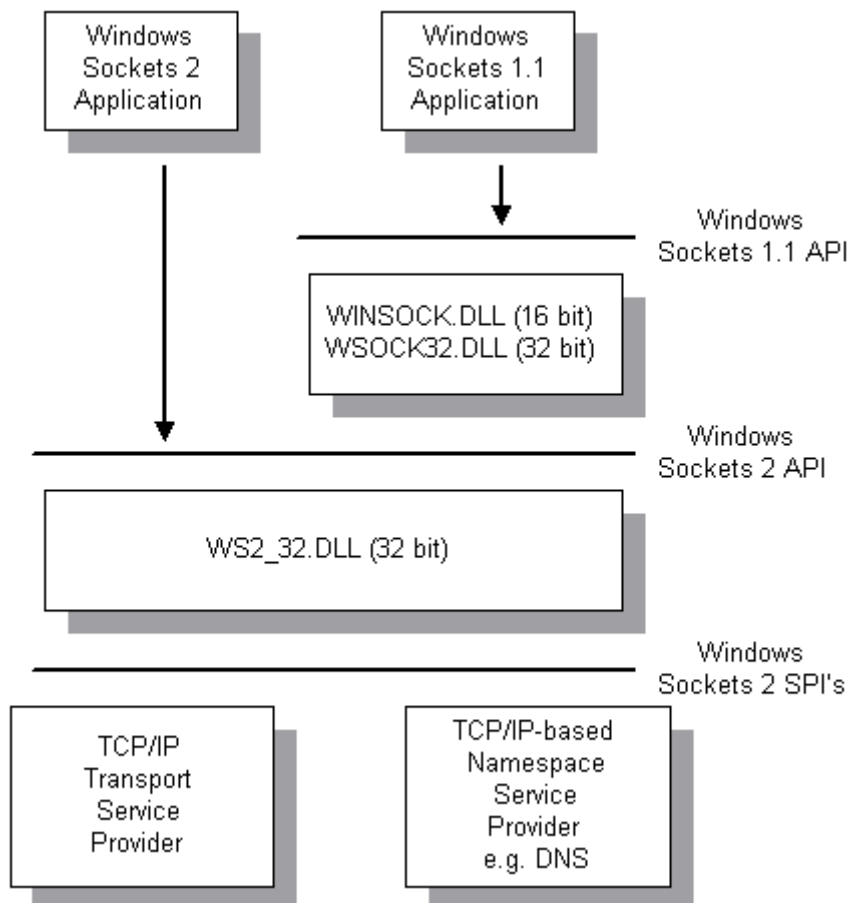 Windows
Sockets 2
Application
Windows
Sockets 1.1
Application
Windows
Sockets 1.1 API
WINSOCK.DLL (16 bit)
WSOCK32.DLL (32 bit)
Windows
Sockets 2 API
WS2_32.DLL (32 bit)
Windows
Sockets 2 SPI's
TCP/IP
Transport
Service
Provider
TCP/IP-based
Namespace
Service
Provider
e.g. DNS